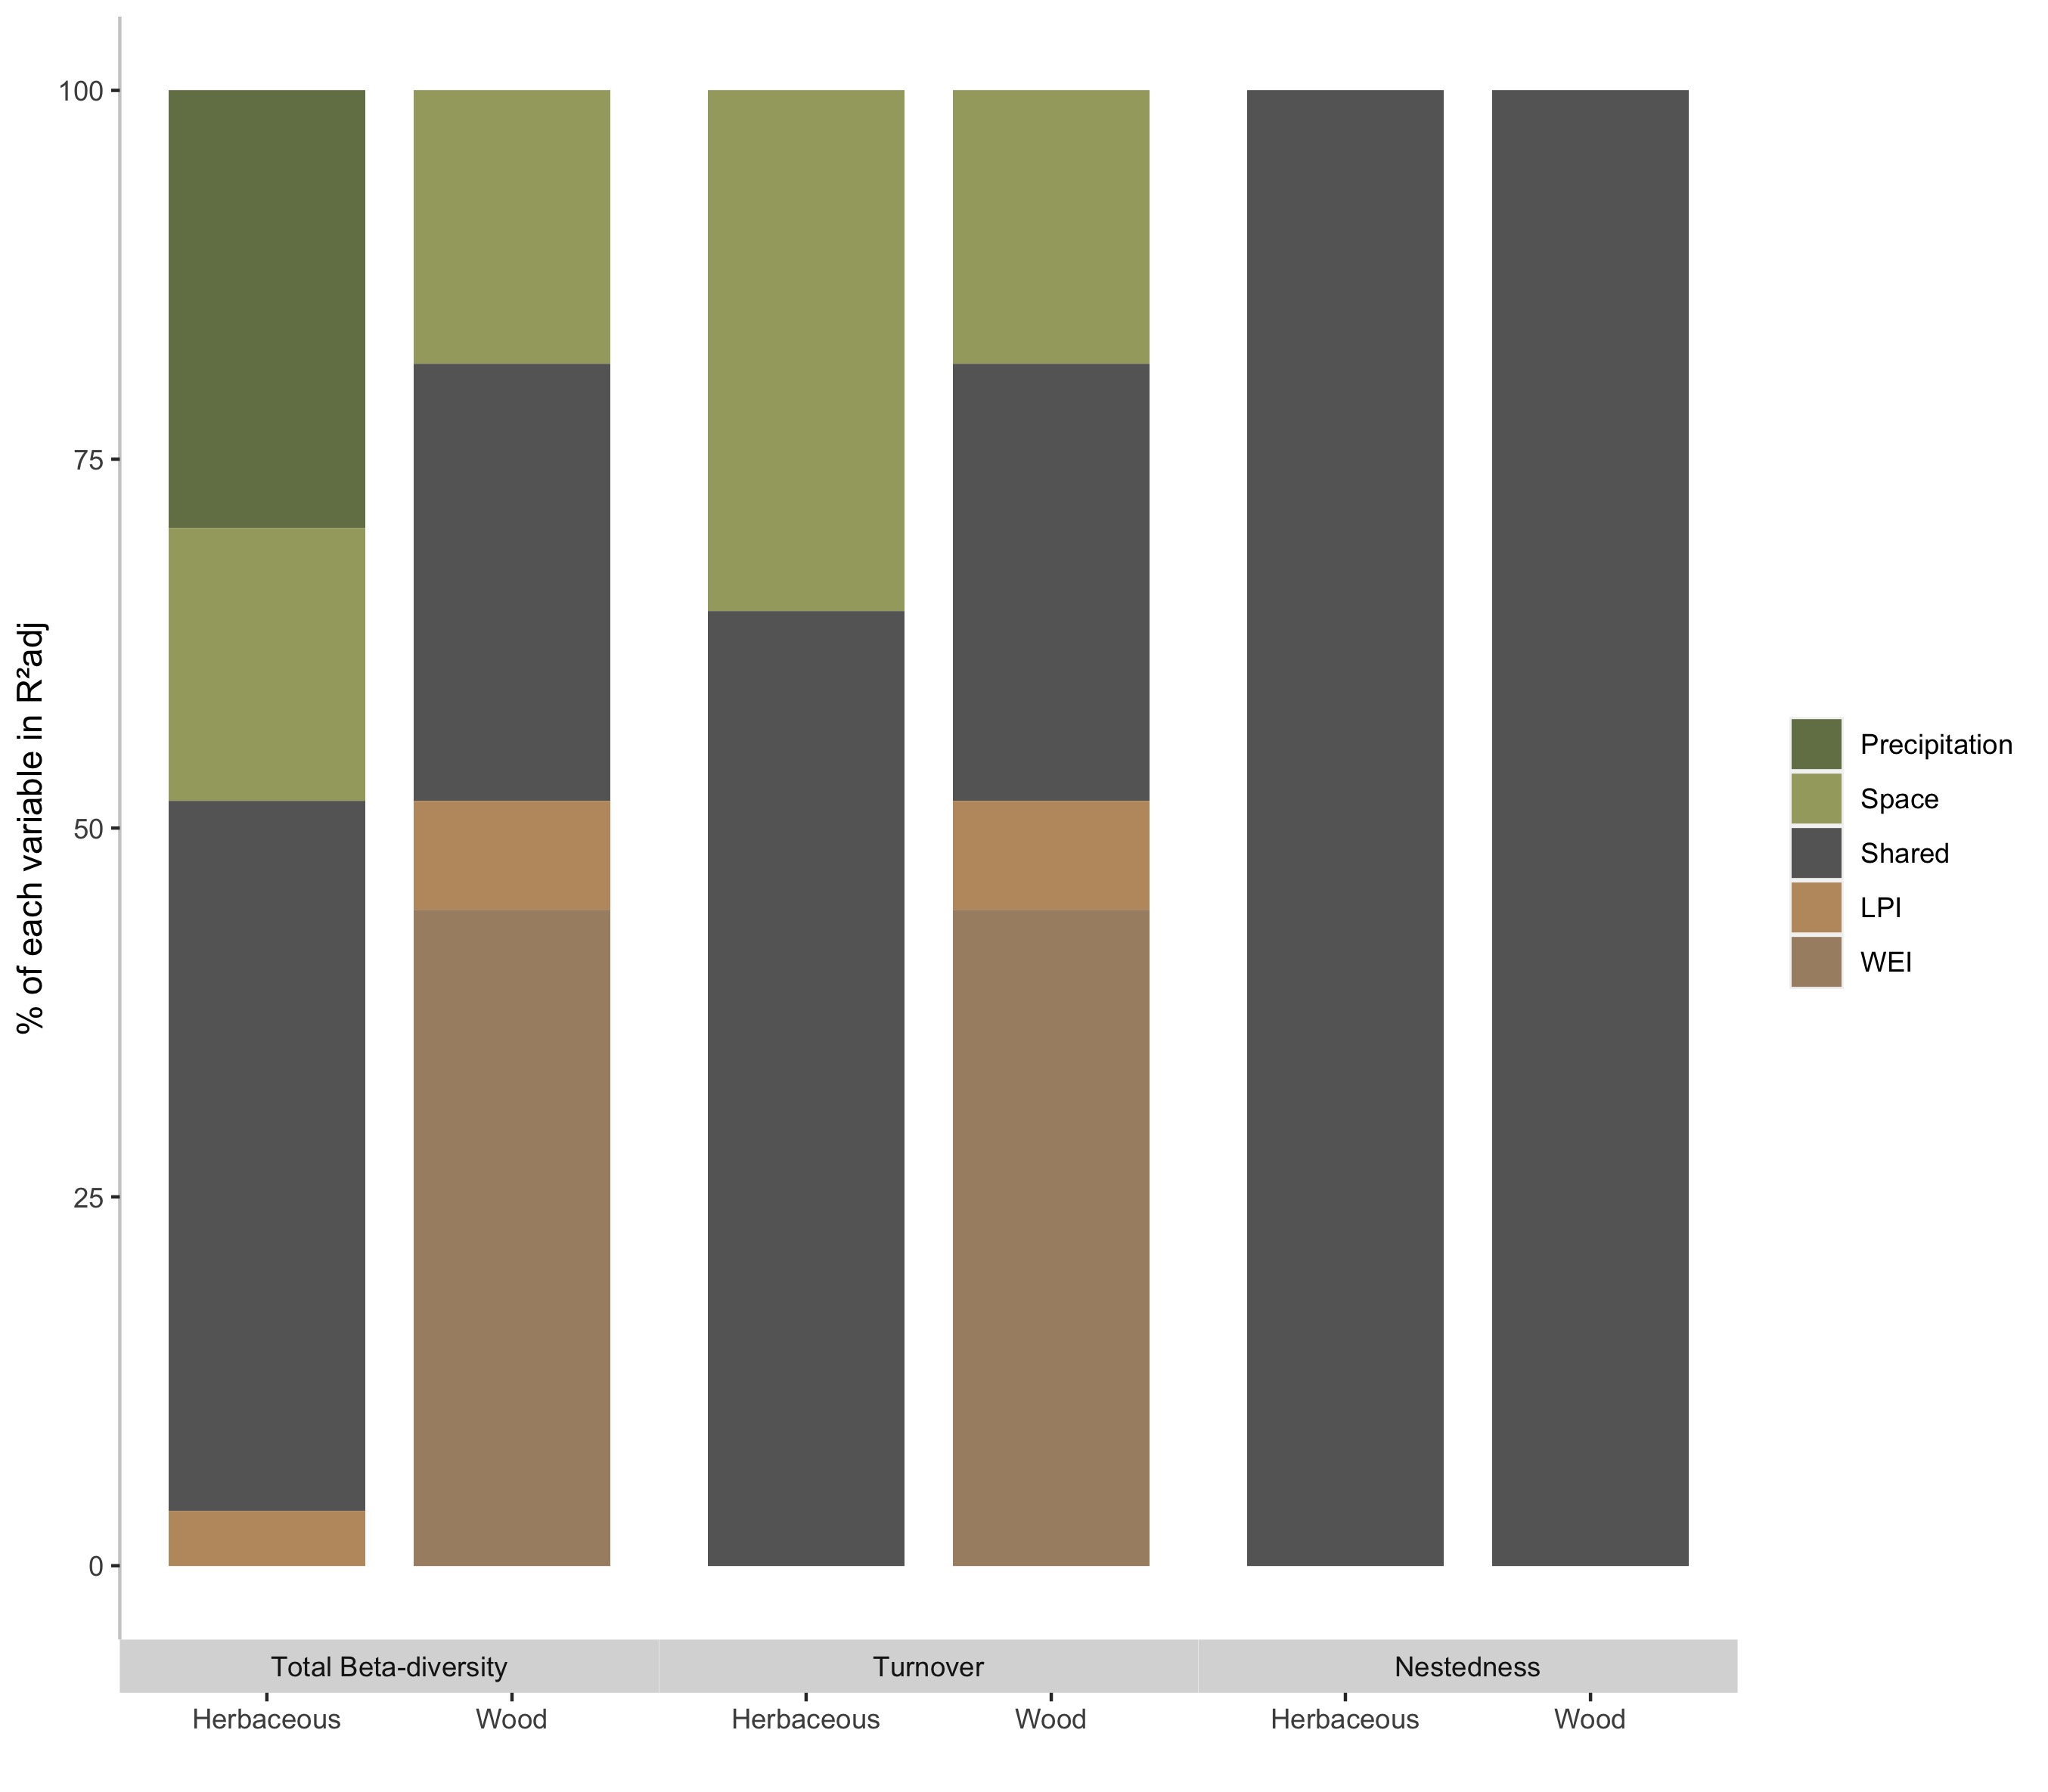 % of each variable in R²adj
100
75
50
25
0
Total Beta-diversity Turnover Nestedness
Herbaceous Wood Herbaceous Wood Herbaceous Wood
Precipitation
Space
Shared
LPI
WEI